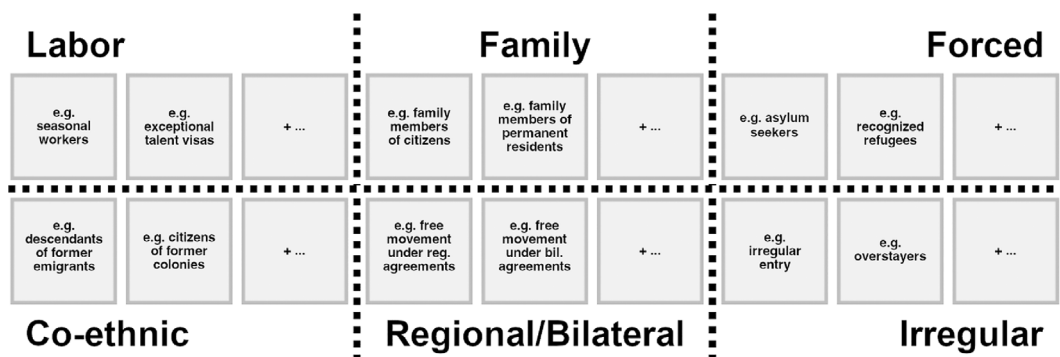 Labor
Family
Forced
e.g.
seasonal
workers
e.g.
exceptional
talent visas
+ ...
e.g. family
members
of citizens
e.g. family
members of
permanent
residents
+ ...
e.g. asylum
seekers
e.g.
recognized
refugees
+ ...
e.g.
descendants
of former
emigrants
e.g. citizens
of former
colonies
+ ...
e.g. free
movement
under reg.
agreements
e.g. free
movement
under bil.
agreements
+ ...
e.g.
irregular
entry
e.g.
overstayers
+ ...
Co-ethnic
Regional/Bilateral
Irregular